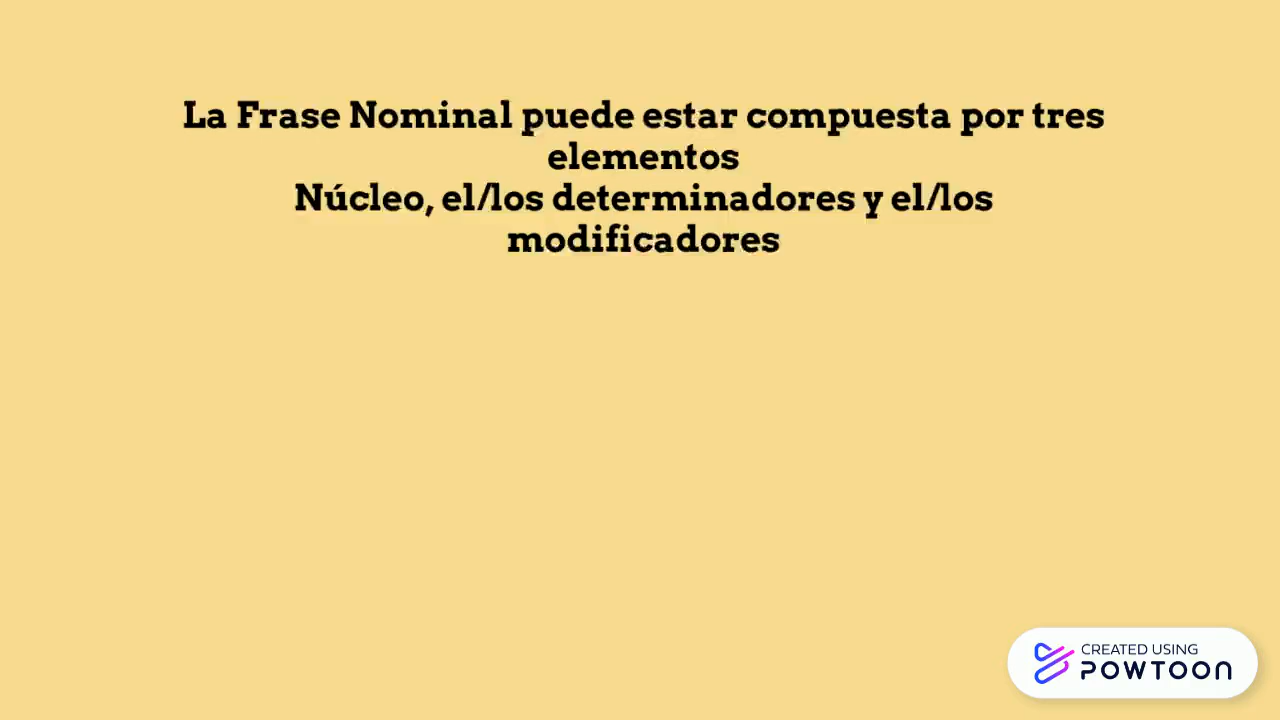 La Frase Nominal puede estar compuesta por tres
elementos
Núcleo, el/los determinadores y el/los
modificadores
CREATED USING
POWTOON